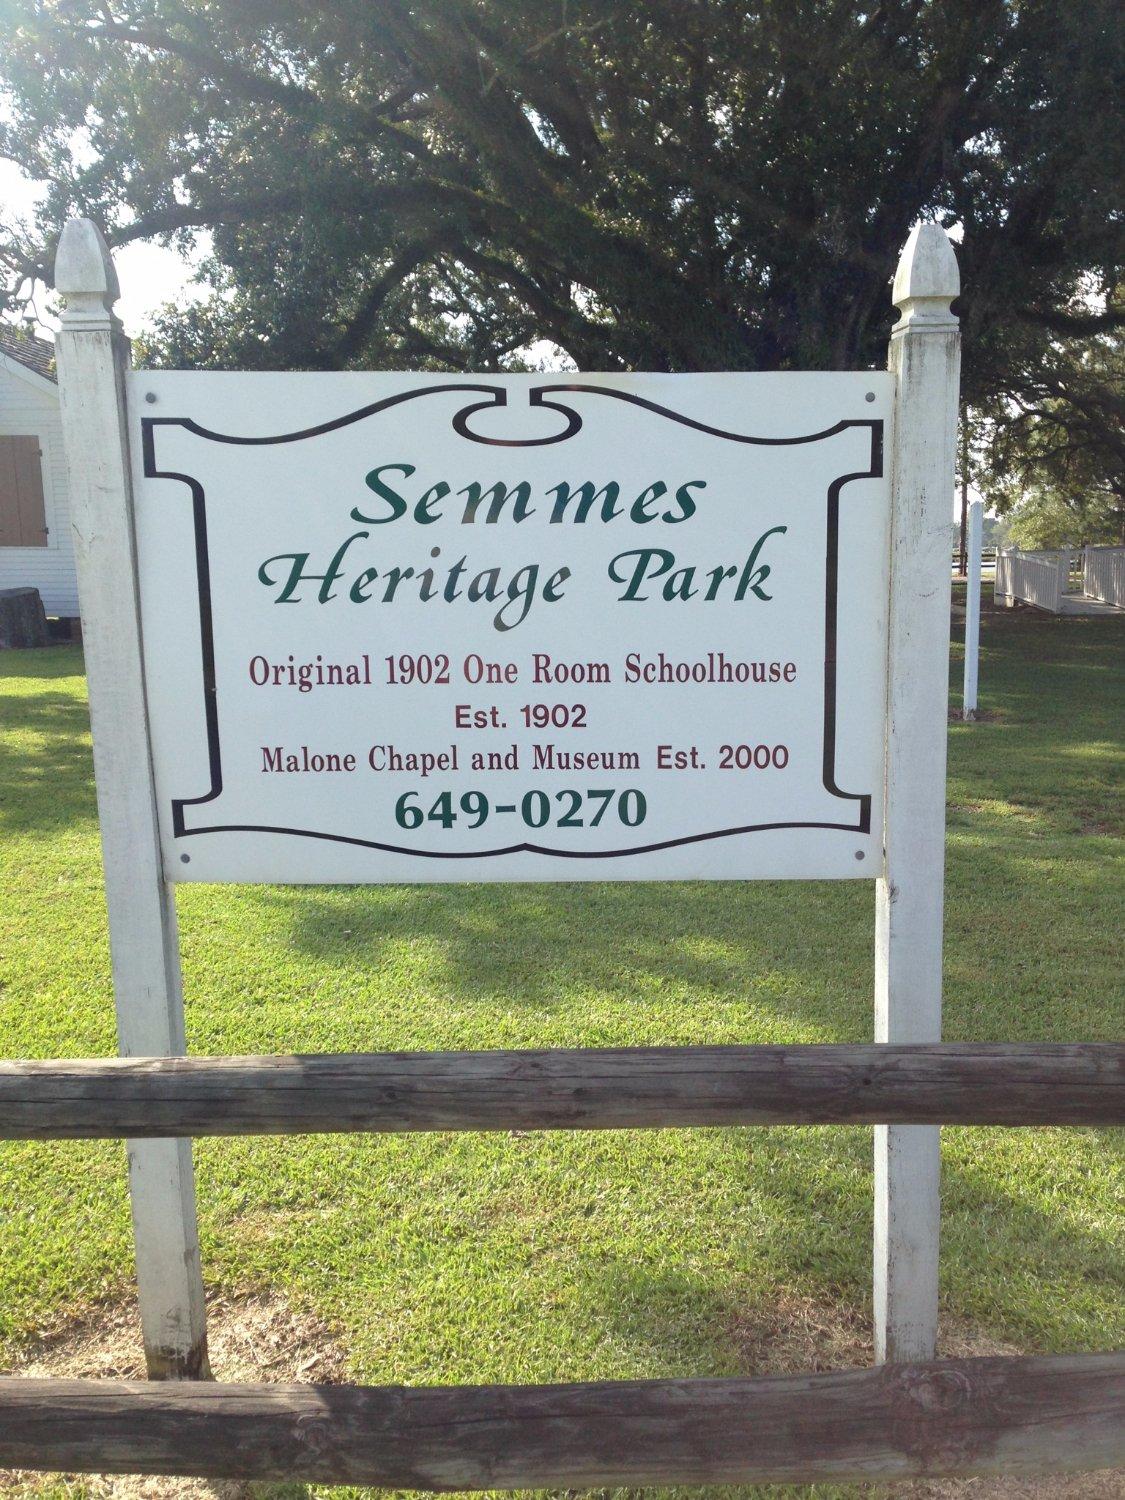 Semmes
Heritage Park
Original 1902 One Room Schoolhouse
Est. 1902
Malone Chapel and Museum Est. 2000
649-0270